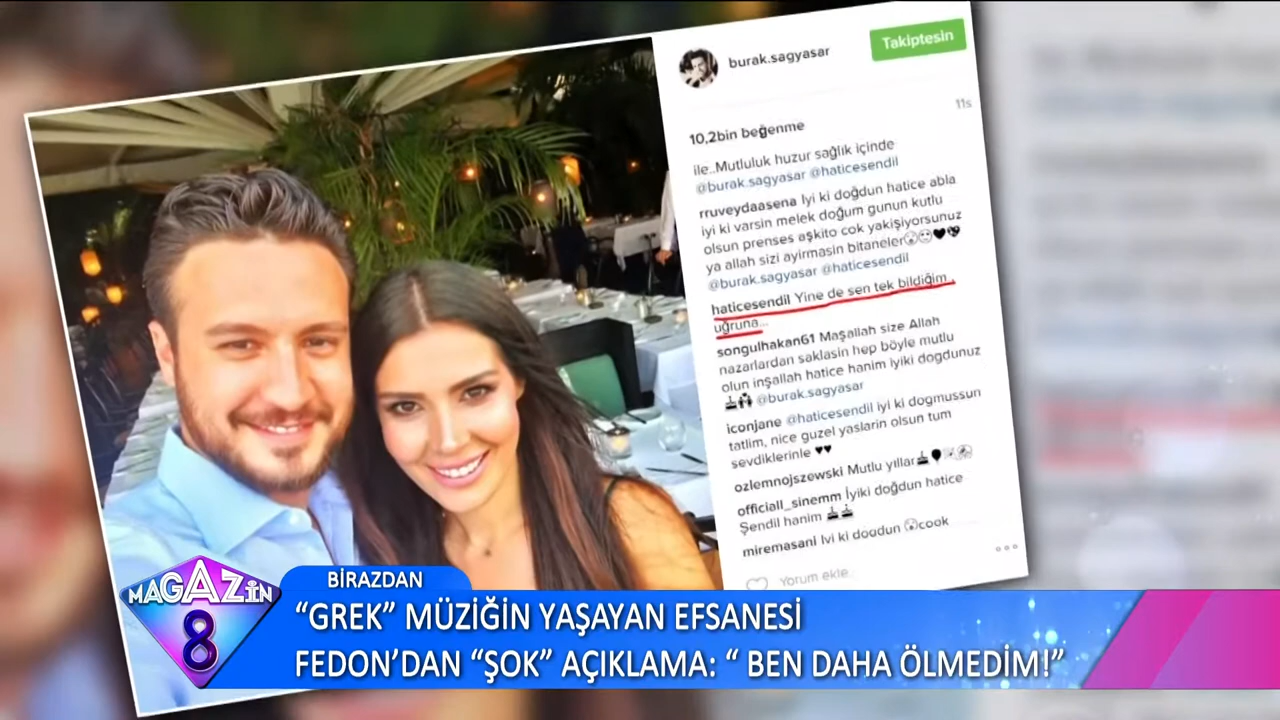 burak.sagyasar
Takiptesin
11s
10,2bin beğenme
ile..Mutluluk huzur sağlık içinde
@burak.sagyasar @haticesendil
rruveydaasena Iyi ki doğdun hatice abla
iyi ki varsin melek doğum gunun kutlu
olsun prenses aşkito cok yakişiyorsunuz
ya allah sizi ayirmasin bitaneler
@burak.sagyasar @haticesendil
haticesendil Yine de sen tek bildiğim
uğruna...
songulhakan61 Maşallah size Allah
nazarlardan saklasin hep böyle mutlu
olun inşallah hatice hanim iyiki dogdunuz
@burak.sagyasar
iconjane @haticesendil iyi ki dogmussun
tatlim, nice guzel yaslarin olsun tum
sevdiklerinle ♥♥
ozlemnojszewski Mutlu yıllar
officiall_sinemm İyiki doğdun hatice
Şendil hanim
miremasani Iyi ki dogdun cook
Yorum ekle..
MAGAZİN
8
BİRAZDAN
“GREK” MÜZİĞİN YAŞAYAN EFSANESİ
FEDON’DAN “ŞOK” AÇIKLAMA: “ BEN DAHA ÖLMEDİM!”